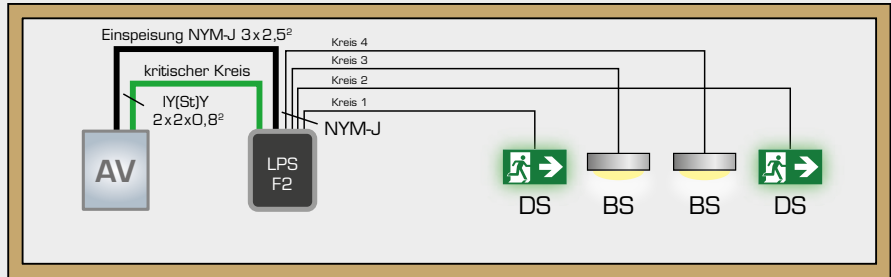 Einspeisung NYM-J 3x2,5²
kritischer Kreis
IY(St)Y
2x2x0,8²
Kreis 4
Kreis 3
Kreis 2
Kreis 1
NYM-J
AV
LPS
F2
DS
BS
BS
DS